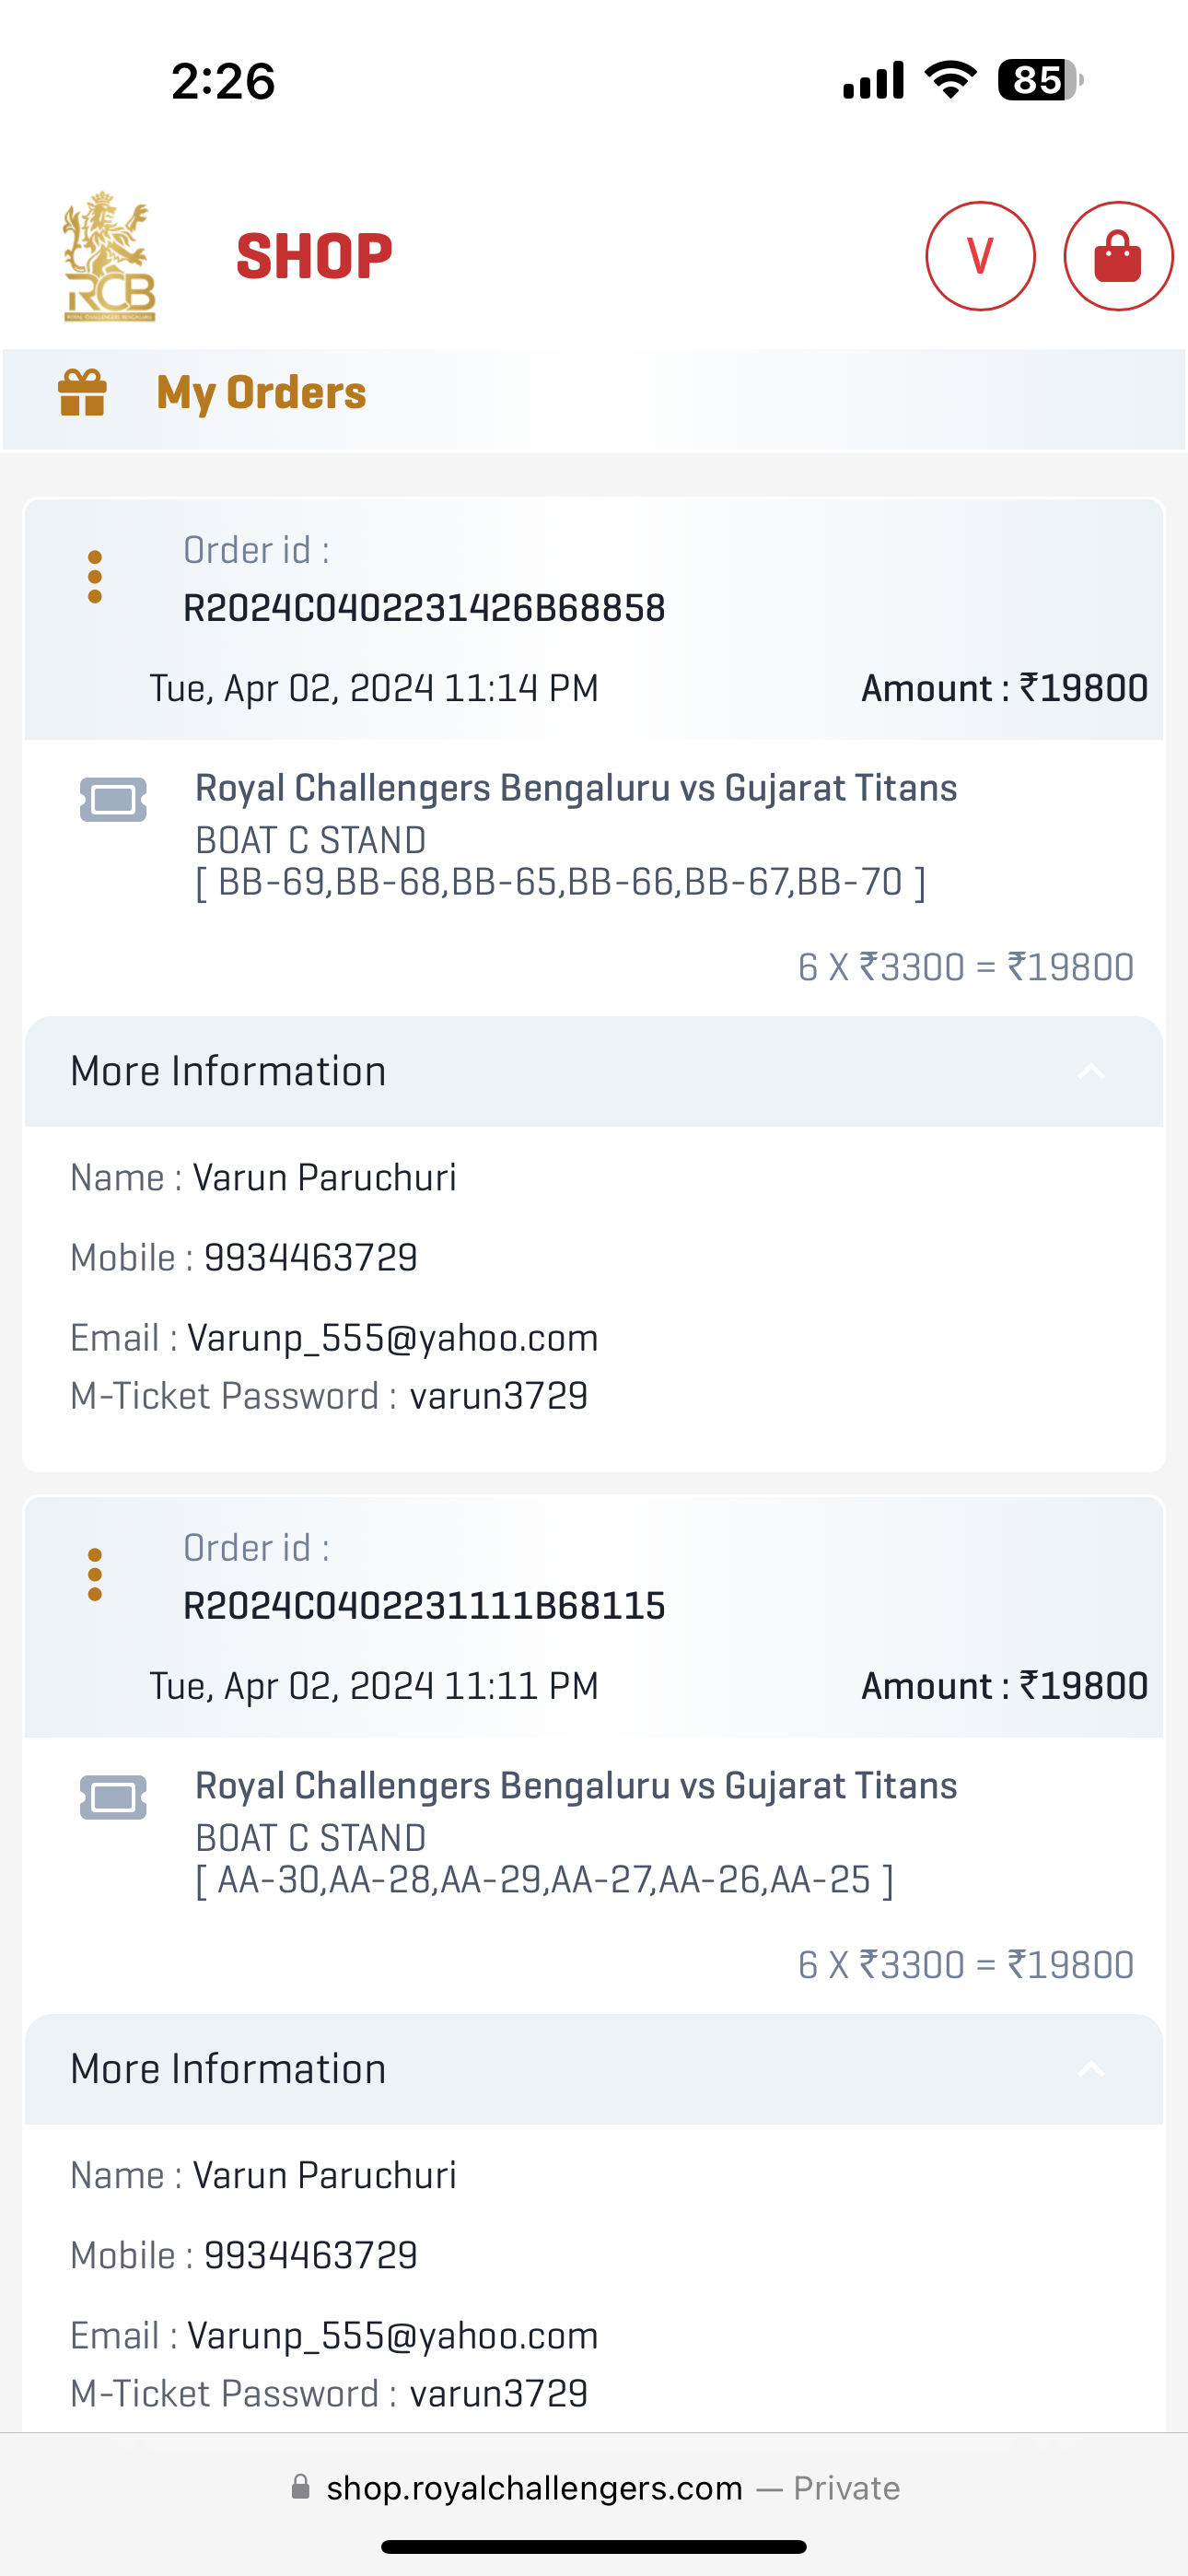 2:26
85
RCB
ROYAL CHALLENGERS BENGALURU
SHOP
V
My Orders
Order id :
R2024C0402231426B68858
Tue, Apr 02, 2024 11:14 PM
Amount : ₹19800
Royal Challengers Bengaluru vs Gujarat Titans
BOAT C STAND
[ BB-69,BB-68,BB-65,BB-66,BB-67,BB-70 ]
6 X ₹3300 = ₹19800
More Information
Name : Varun Paruchuri
Mobile : 9934463729
Email : Varunp_555@yahoo.com
M-Ticket Password : varun3729
Order id :
R2024C0402231111B68115
Tue, Apr 02, 2024 11:11 PM
Amount : ₹19800
Royal Challengers Bengaluru vs Gujarat Titans
BOAT C STAND
[ AA-30,AA-28,AA-29,AA-27,AA-26,AA-25 ]
6 X ₹3300 = ₹19800
More Information
Name : Varun Paruchuri
Mobile : 9934463729
Email : Varunp_555@yahoo.com
M-Ticket Password : varun3729
shop.royalchallengers.com — Private